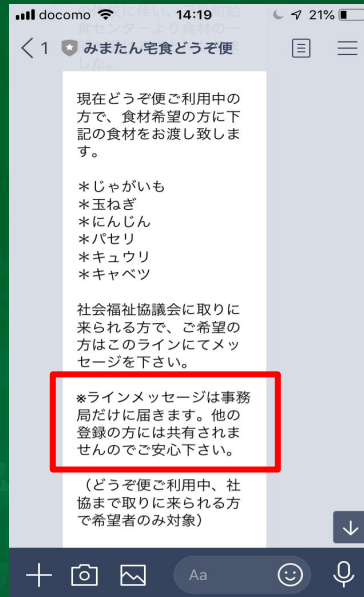 docomo 14:19 21%
1 みまたん宅食どうぞ便
現在どうぞ便ご利用中の
方で、食材希望の方に下
記の食材をお渡し致しま
す。
＊じゃがいも
＊玉ねぎ
＊にんじん
＊パセリ
＊キュウリ
＊キャベツ
社会福祉協議会に取りに
来られる方で、ご希望の
方はこのラインにてメッ
セージを下さい。
※ラインメッセージは事務
局だけに届きます。他の
登録の方には共有されま
せんのでご安心下さい。
（どうぞ便ご利用中、社
協まで取りに来られる方
で希望者のみ対象）
Aa